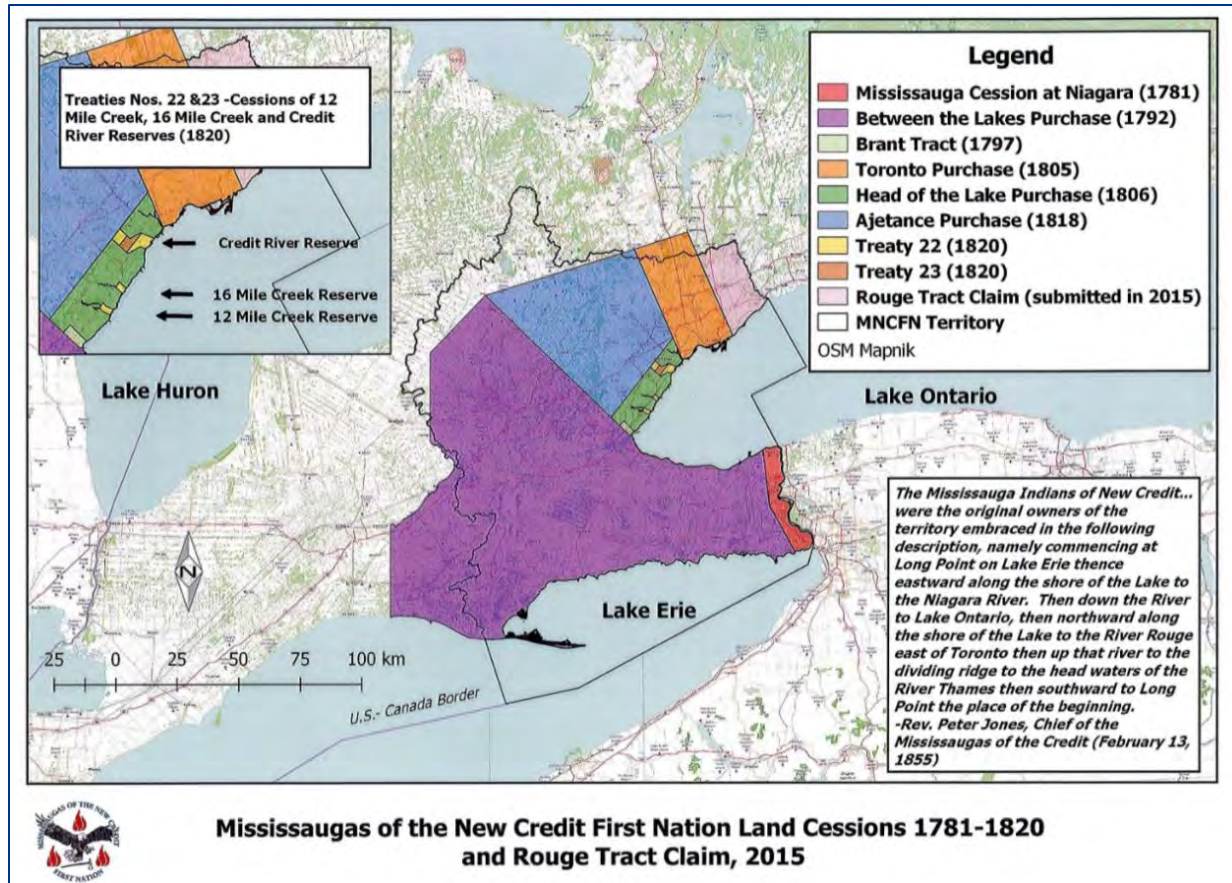 Treaties Nos. 22 &23 -Cessions of 12
Mile Creek, 16 Mile Creek and Credit
River Reserves (1820)
Credit River Reserve
16 Mile Creek Reserve
12 Mile Creek Reserve
Legend
Mississauga Cession at Niagara (1781)
Between the Lakes Purchase (1792)
Brant Tract (1797)
Toronto Purchase (1805)
Head of the Lake Purchase (1806)
Ajetance Purchase (1818)
Treaty 22 (1820)
Treaty 23 (1820)
Rouge Tract Claim (submitted in 2015)
MNCFN Territory
OSM Mapnik
Lake Huron
Lake Ontario
Lake Erie
N
25 0 25 50 75 100 km
U.S.- Canada Border
The Mississauga Indians of New Credit...
were the original owners of the
territory embraced in the following
description, namely commencing at
Long Point on Lake Erie thence
eastward along the shore of the Lake to
the Niagara River. Then down the River
to Lake Ontario, then northward along
the shore of the Lake to the River Rouge
east of Toronto then up that river to the
dividing ridge to the head waters of the
River Thames then southward to Long
Point the place of the beginning.
-Rev. Peter Jones, Chief of the
Mississaugas of the Credit (February 13,
1855)
MISSISSAUGAS OF THE NEW CREDIT
FIRST NATION
Mississaugas of the New Credit First Nation Land Cessions 1781-1820
and Rouge Tract Claim, 2015